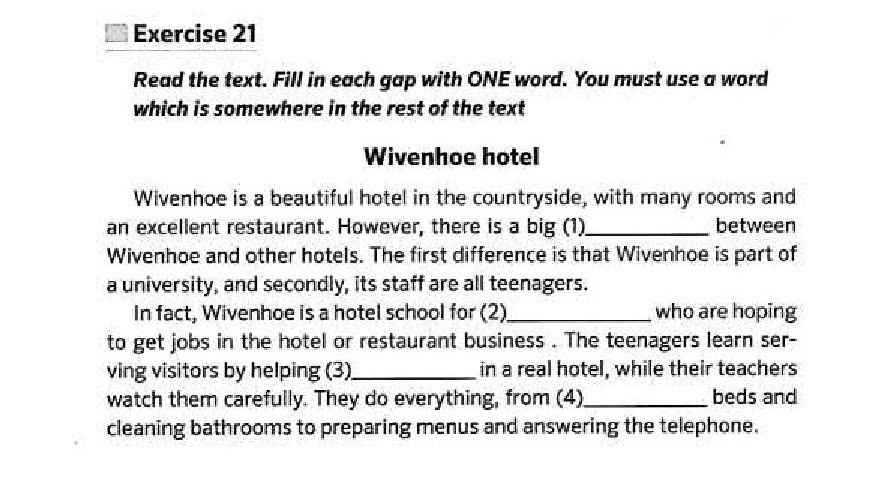 Exercise 21
Read the text. Fill in each gap with ONE word. You must use a word
which is somewhere in the rest of the text
Wivenhoe hotel
Wivenhoe is a beautiful hotel in the countryside, with many rooms and
an excellent restaurant. However, there is a big (1)__________ between
Wivenhoe and other hotels. The first difference is that Wivenhoe is part of
a university, and secondly, its staff are all teenagers.
In fact, Wivenhoe is a hotel school for (2)____________ who are hoping
to get jobs in the hotel or restaurant business . The teenagers learn ser-
ving visitors by helping (3)__________ in a real hotel, while their teachers
watch them carefully. They do everything, from (4)__________ beds and
cleaning bathrooms to preparing menus and answering the telephone.